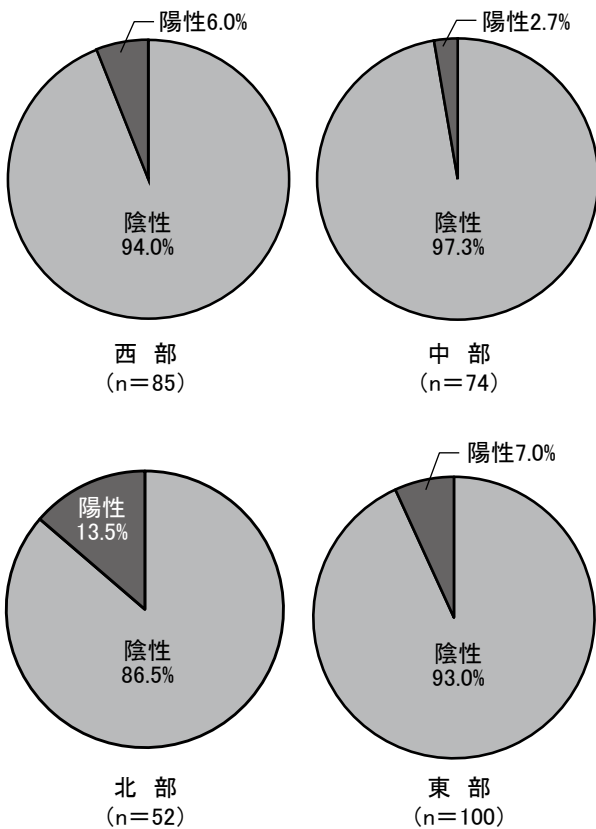 陽性6.0%
陰性
94.0%
西 部
（n＝85）
陽性2.7%
陰性
97.3%
中 部
（n＝74）
陽性
13.5%
陰性
86.5%
北 部
（n＝52）
陽性7.0%
陰性
93.0%
東 部
（n＝100）